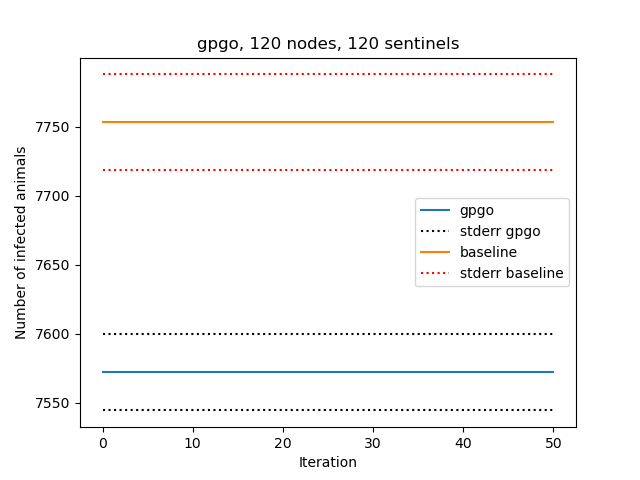 gpgo, 120 nodes, 120 sentinels
Number of infected animals
7750
7700
7650
7600
7550
gpgo
stderr gpgo
baseline
stderr baseline
0 10 20 30 40 50
Iteration